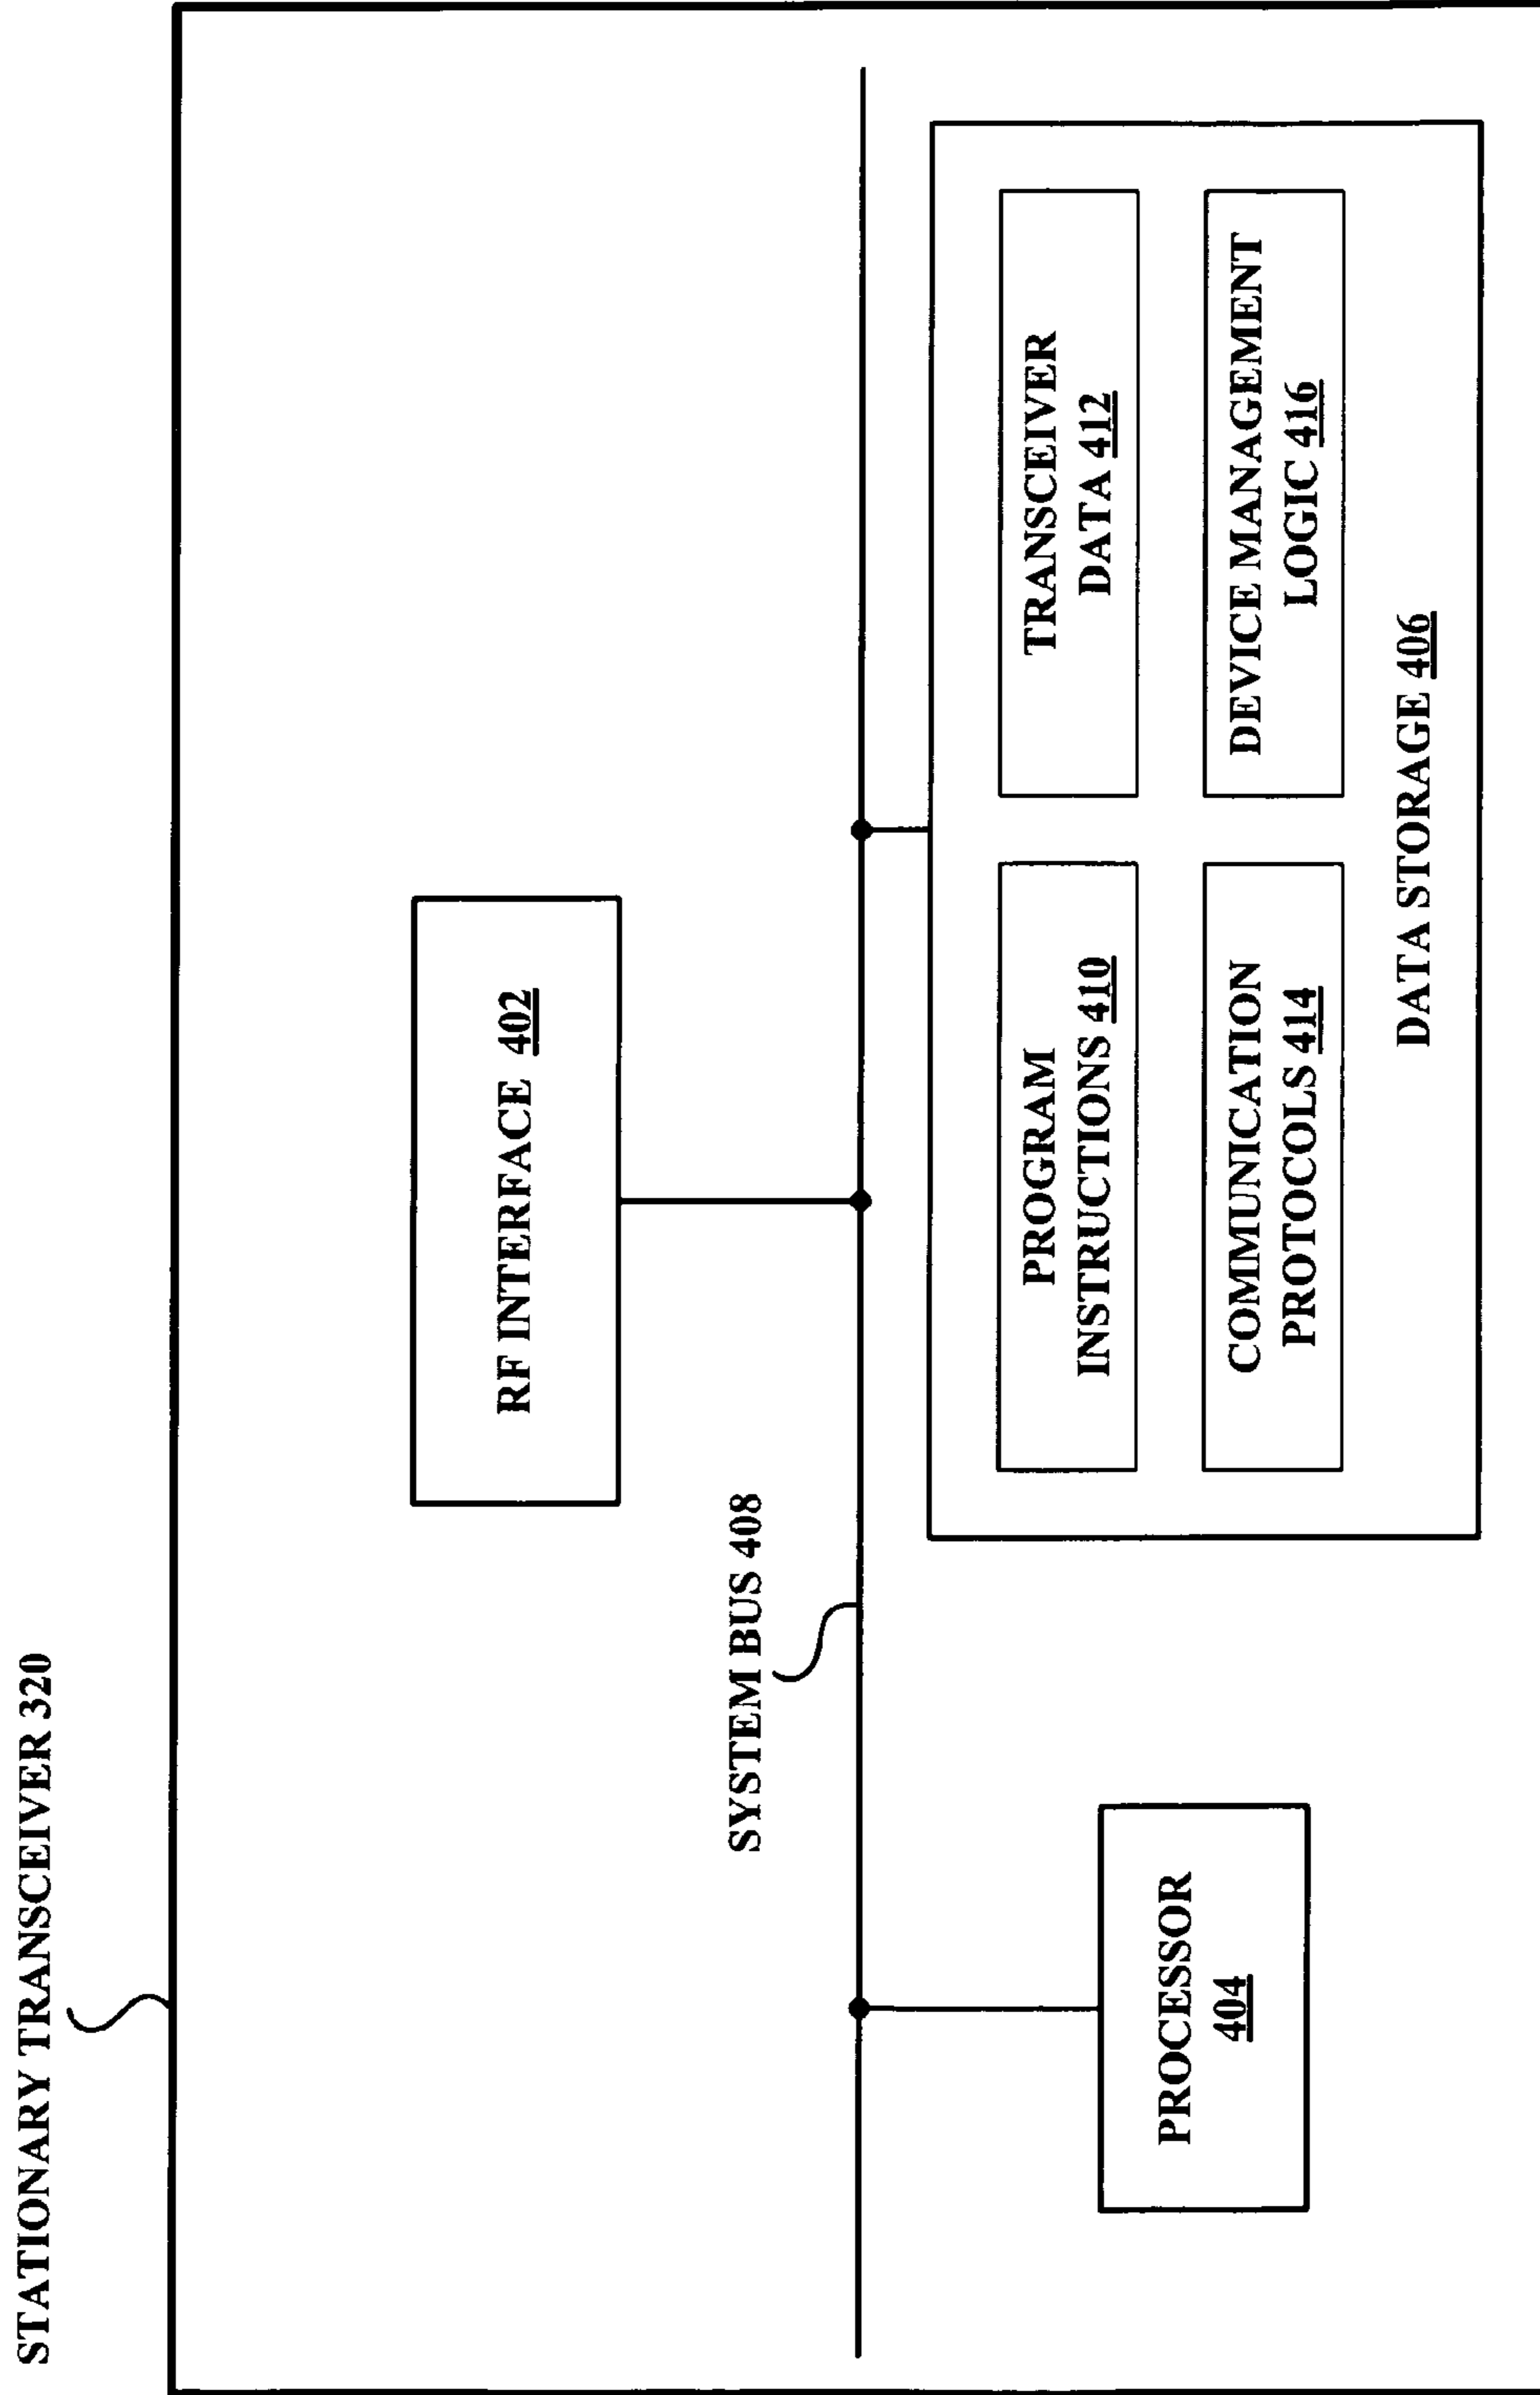 STATIONARY TRANSCEIVER 320
RF INTERFACE 402
SYSTEM BUS 408
PROCESSOR
404
PROGRAM
INSTRUCTIONS 410
TRANSCEIVER
DATA 412
COMMUNICATION
PROTOCOLS 414
DEVICE MANAGEMENT
LOGIC 416
DATA STORAGE 406